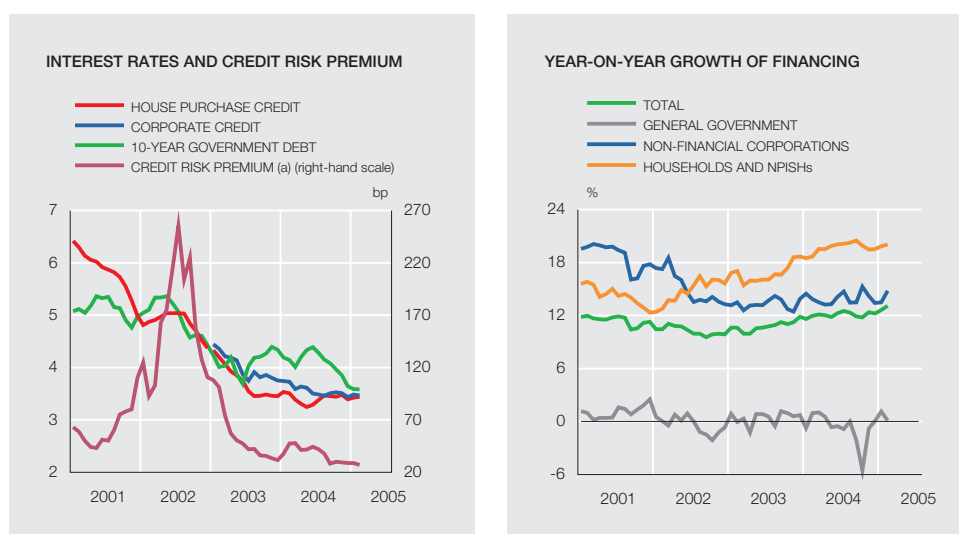 INTEREST RATES AND CREDIT RISK PREMIUM
HOUSE PURCHASE CREDIT
CORPORATE CREDIT
10-YEAR GOVERNMENT DEBT
CREDIT RISK PREMIUM (a) (right-hand scale)
bp
7 270
6 220
5 170
4 120
3 70
2 20
2001 2002 2003 2004 2005
YEAR-ON-YEAR GROWTH OF FINANCING
TOTAL
GENERAL GOVERNMENT
NON-FINANCIAL CORPORATIONS
HOUSEHOLDS AND NPISHs
%
24
18
12
6
0
-6
2001 2002 2003 2004 2005